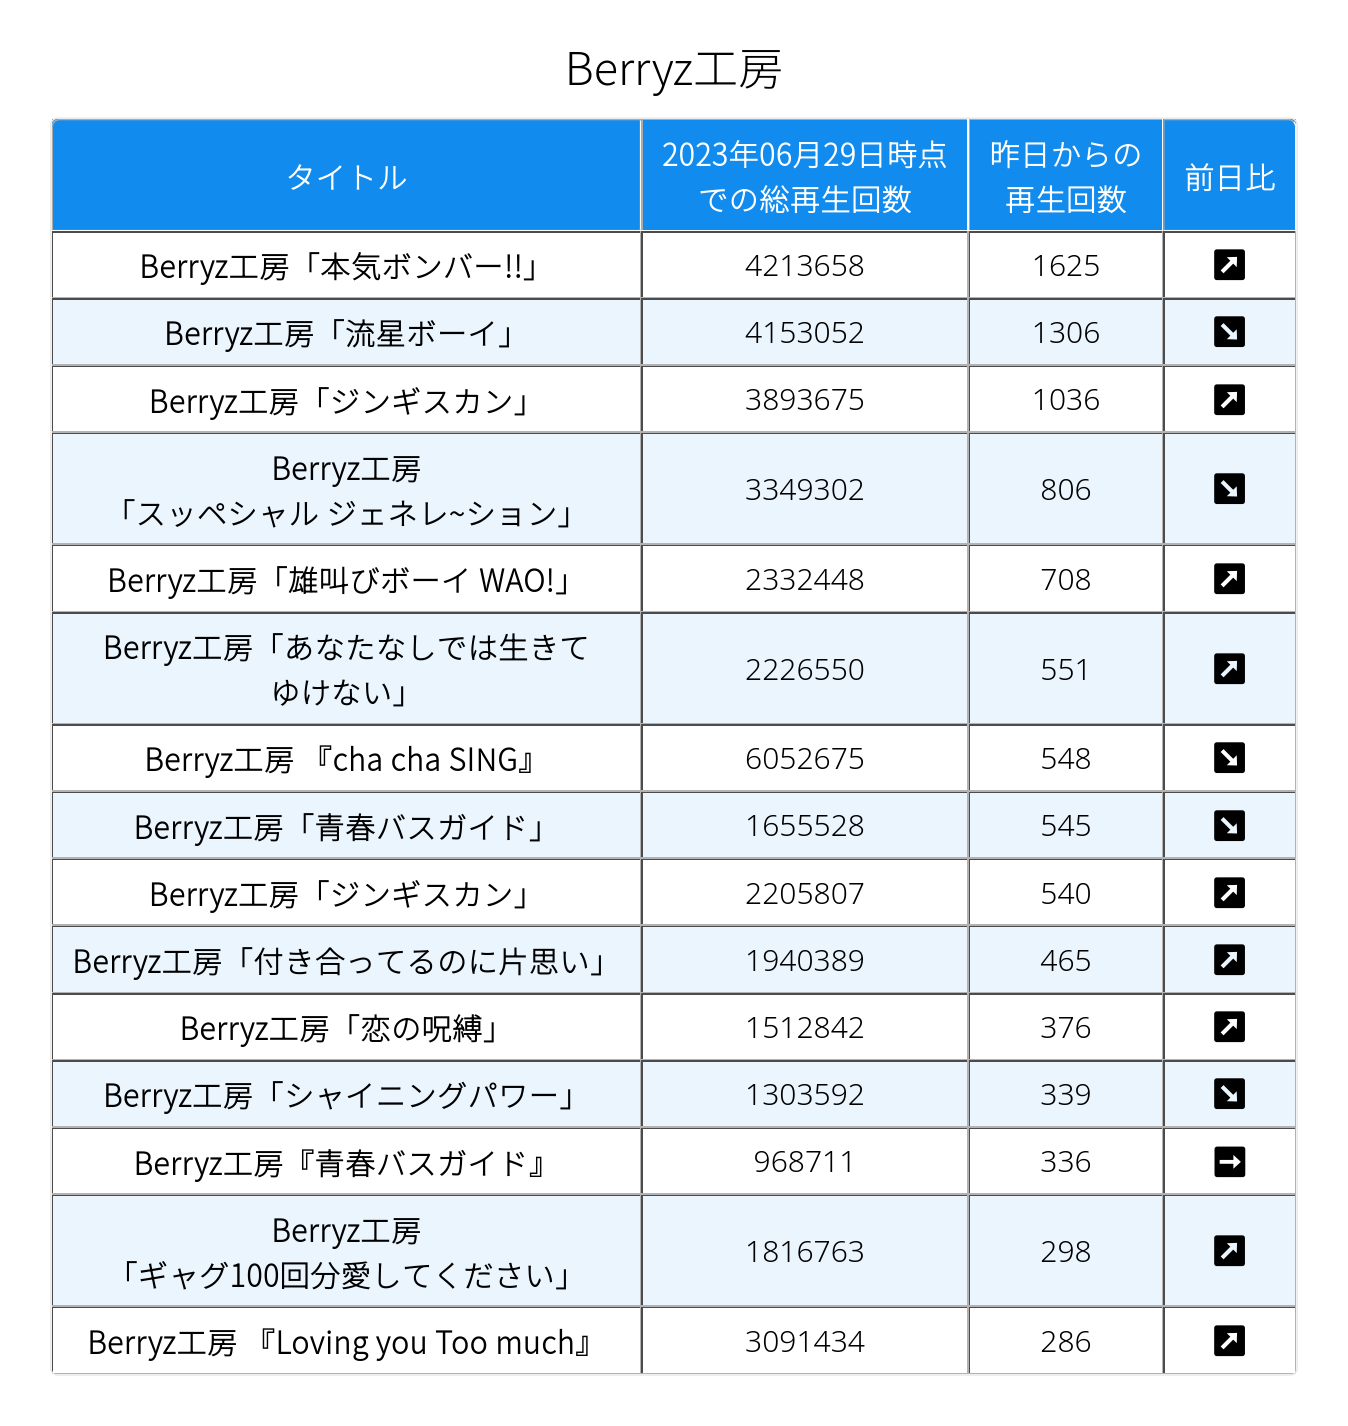 Berryz工房
タイトル
2023年06月29日時点
での総再生回数
昨日からの
再生回数
前日比
Berryz工房「本気ボンバー!!」
4213658
1625
Berryz工房「流星ボーイ」
4153052
1306
Berryz工房「ジンギスカン」
3893675
1036
Berryz工房
「スッペシャル ジェネレ~ション」
3349302
806
Berryz工房「雄叫びボーイ WAO!」
2332448
708
Berryz工房「あなたなしでは生きて
ゆけない」
2226550
551
Berryz工房 『cha cha SING』
6052675
548
Berryz工房「青春バスガイド」
1655528
545
Berryz工房「ジンギスカン」
2205807
540
Berryz工房「付き合ってるのに片思い」
1940389
465
Berryz工房「恋の呪縛」
1512842
376
Berryz工房「シャイニングパワー」
1303592
339
Berryz工房『青春バスガイド』
968711
336
Berryz工房
「ギャグ100回分愛してください」
1816763
298
Berryz工房 『Loving you Too much』
3091434
286